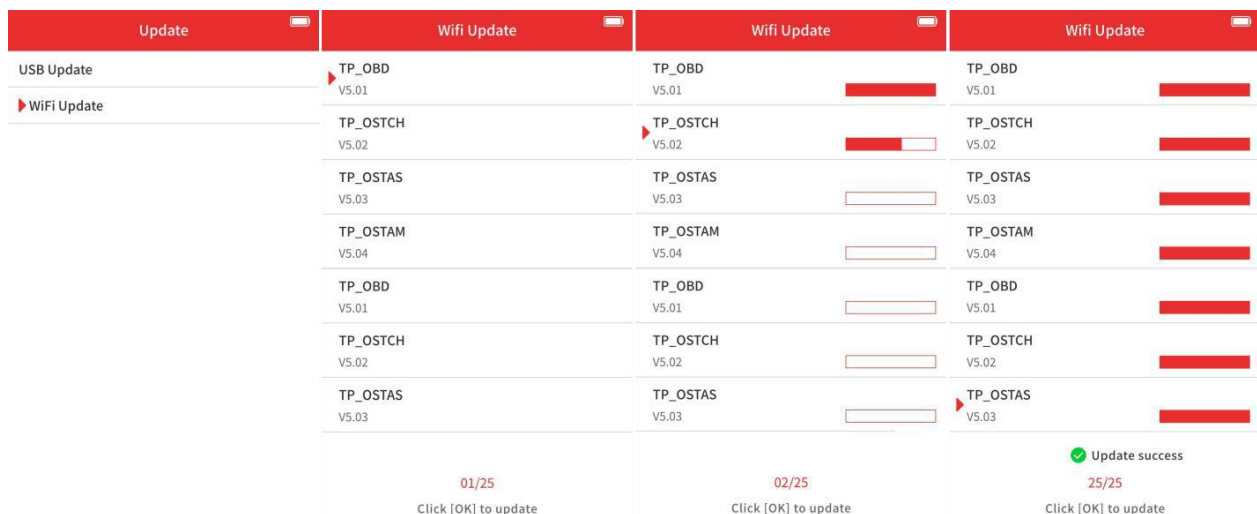 Update
USB Update
WiFi Update
Wifi Update
TP_OBD
V5.01
TP_OSTCH
V5.02
TP_OSTAS
V5.03
TP_OSTAM
V5.04
TP_OBD
V5.01
TP_OSTCH
V5.02
TP_OSTAS
V5.03
01/25
Click [OK] to update
Wifi Update
TP_OBD
V5.01
TP_OSTCH
V5.02
TP_OSTAS
V5.03
TP_OSTAM
V5.04
TP_OBD
V5.01
TP_OSTCH
V5.02
TP_OSTAS
V5.03
02/25
Click [OK] to update
Wifi Update
TP_OBD
V5.01
TP_OSTCH
V5.02
TP_OSTAS
V5.03
TP_OSTAM
V5.04
TP_OBD
V5.01
TP_OSTCH
V5.02
TP_OSTAS
V5.03
Update success
25/25
Click [OK] to update